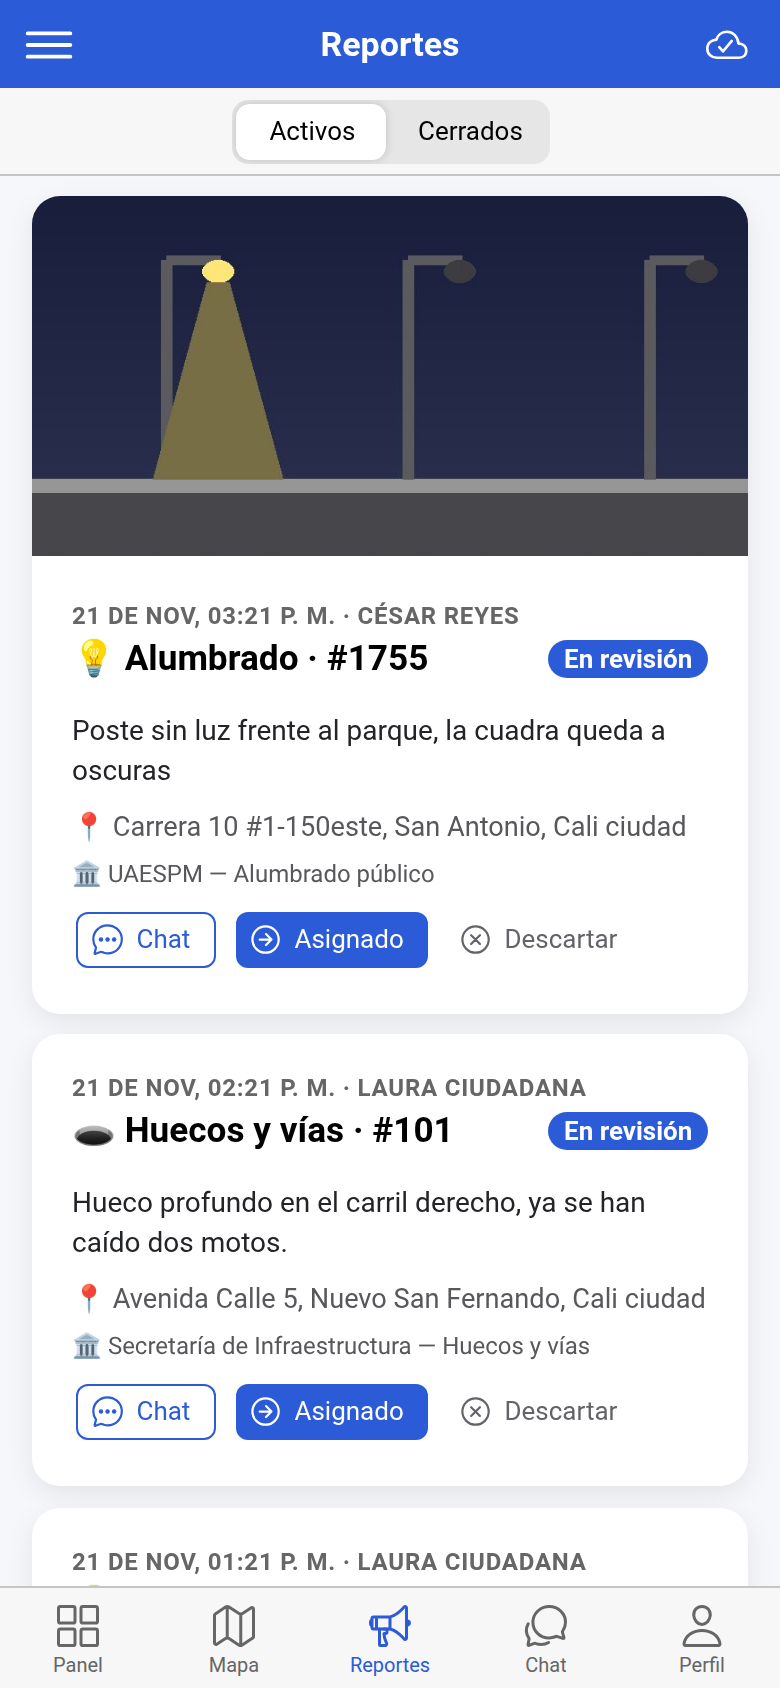 Reportes
Activos
Cerrados
21 DE NOV, 03:21 P. M. · CÉSAR REYES
Alumbrado · #1755
En revisión
Poste sin luz frente al parque, la cuadra queda a
oscuras
Carrera 10 #1-150este, San Antonio, Cali ciudad
UAESPM — Alumbrado público
Chat
Asignado
Descartar
21 DE NOV, 02:21 P. M. · LAURA CIUDADANA
Huecos y vías · #101
En revisión
Hueco profundo en el carril derecho, ya se han
caído dos motos.
Avenida Calle 5, Nuevo San Fernando, Cali ciudad
Secretaría de Infraestructura — Huecos y vías
Chat
Asignado
Descartar
21 DE NOV, 01:21 P. M. · LAURA CIUDADANA
Panel
Mapa
Reportes
Chat
Perfil